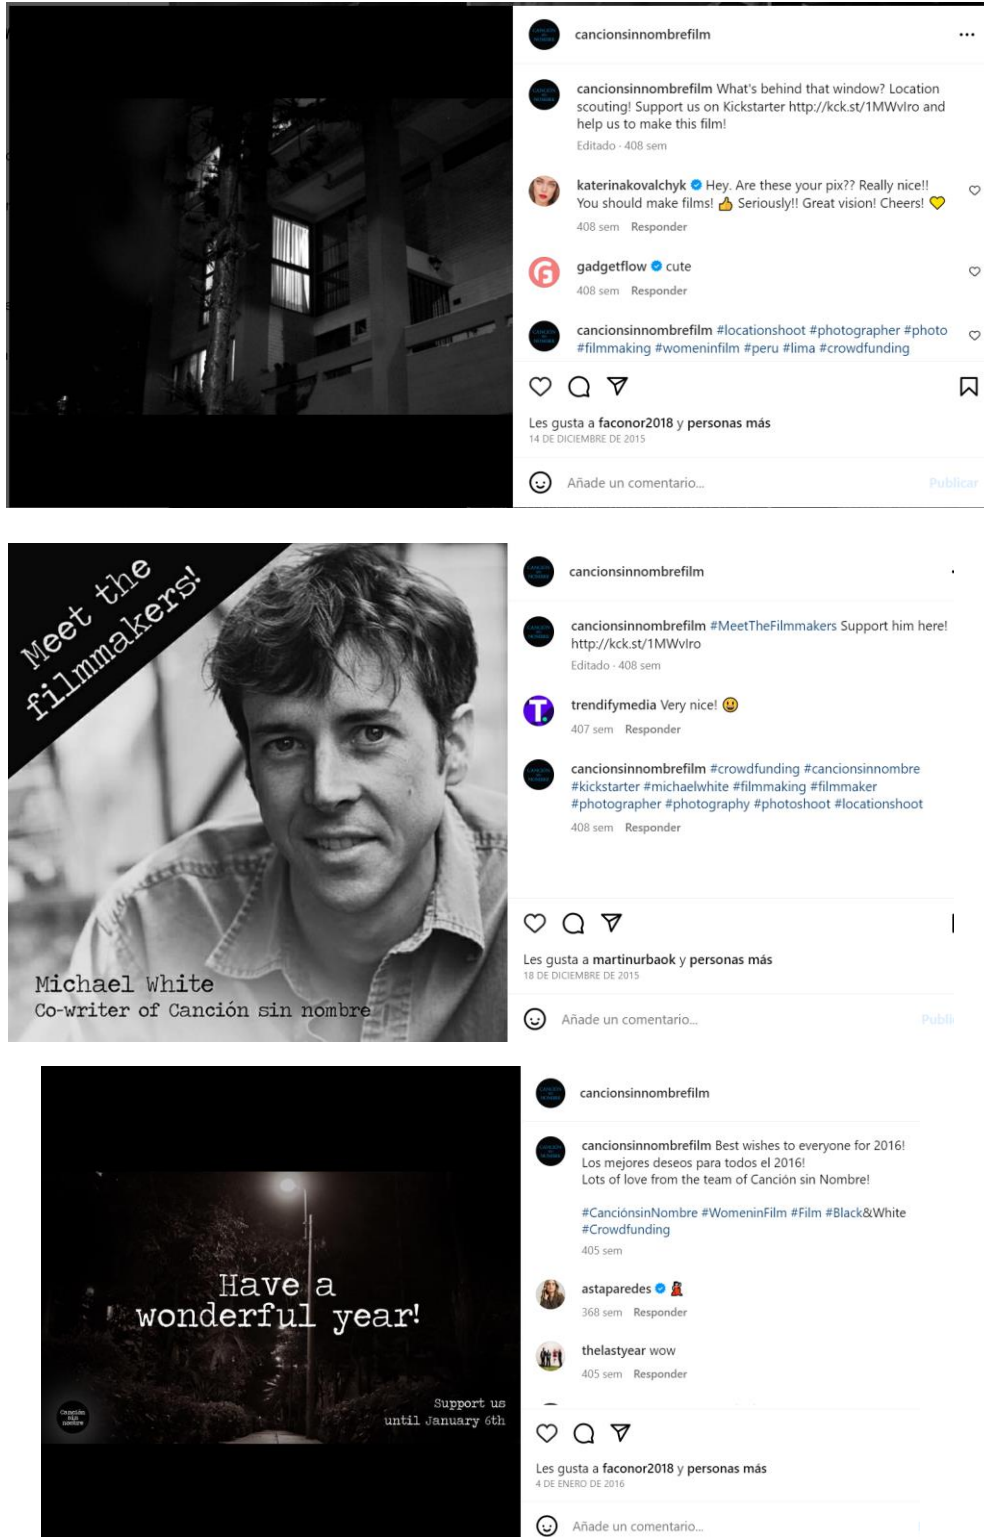 cancionsinnombrefilm
cancionsinnombrefilm What's behind that window? Location
scouting! Support us on Kickstarter http://kck.st/1MWvIro and
help us to make this film!
Editado · 408 sem
katerinakovalchyk Hey. Are these your pix?? Really nice!!
You should make films! 👍 Seriously!! Great vision! Cheers! 💛
408 sem Responder
gadgetflow cute
408 sem Responder
cancionsinnombrefilm #locationshoot #photographer #photo
#filmmaking #womeninfilm #peru #lima #crowdfunding
Les gusta a faconor2018 y personas más
14 DE DICIEMBRE DE 2015
Añade un comentario...
Publicar
Meet the
filmmakers!
Michael White
Co-writer of Canción sin nombre
cancionsinnombrefilm
cancionsinnombrefilm #MeetTheFilmmakers Support him here!
http://kck.st/1MWvIro
Editado · 408 sem
trendifymedia Very nice! 😃
407 sem Responder
cancionsinnombrefilm #crowdfunding #cancionsinnombre
#kickstarter #michaelwhite #filmmaking #filmmaker
#photographer #photography #photoshoot #locationshoot
408 sem Responder
Les gusta a martinurbaok y personas más
18 DE DICIEMBRE DE 2015
Añade un comentario...
Publi
Have a
wonderful year!
Canción
sin
nombre
Support us
until January 6th
cancionsinnombrefilm
cancionsinnombrefilm Best wishes to everyone for 2016!
Los mejores deseos para todos el 2016!
Lots of love from the team of Canción sin Nombre!
#CanciónsinNombre #WomeninFilm #Film #Black&White
#Crowdfunding
405 sem
astaparedes 💃
368 sem Responder
thelastyear wow
405 sem Responder
Les gusta a faconor2018 y personas más
4 DE ENERO DE 2016
Añade un comentario...